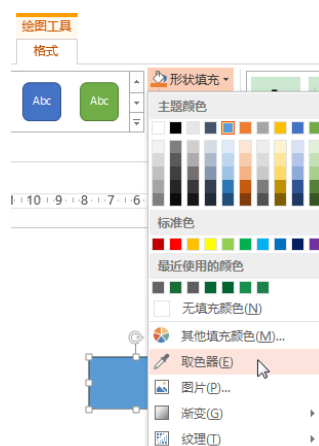 绘图工具
格式
形状填充
Abc Abc
主题颜色
10 9 8 7 6
标准色
最近使用的颜色
无填充颜色(N)
其他填充颜色(M)...
取色器(E)
图片(P)...
渐变(G)
纹理(T)